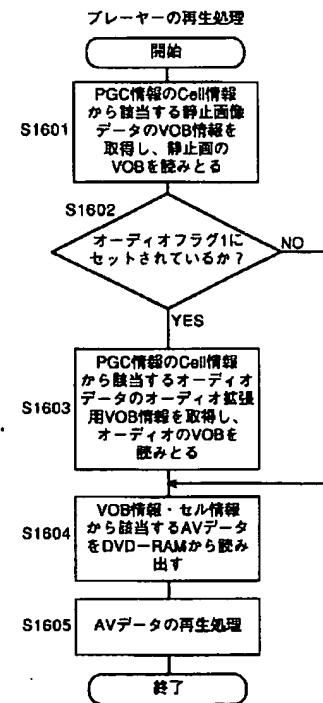 プレーヤーの再生処理
開始
S1601
PGC情報のCell情報
から該当する静止画像
データのVOB情報を
取得し、静止画の
VOBを読みとる
S1602
オーディオフラグ1に
セットされているか？
NO
YES
S1603
PGC情報のCell情報
から該当するオーディオ
データのオーディオ拡張
用VOB情報を取得し、
オーディオのVOBを
読みとる
S1604
VOB情報・セル情報
から該当するAVデータ
をDVD－RAMから読み
出す
S1605
AVデータの再生処理
終了